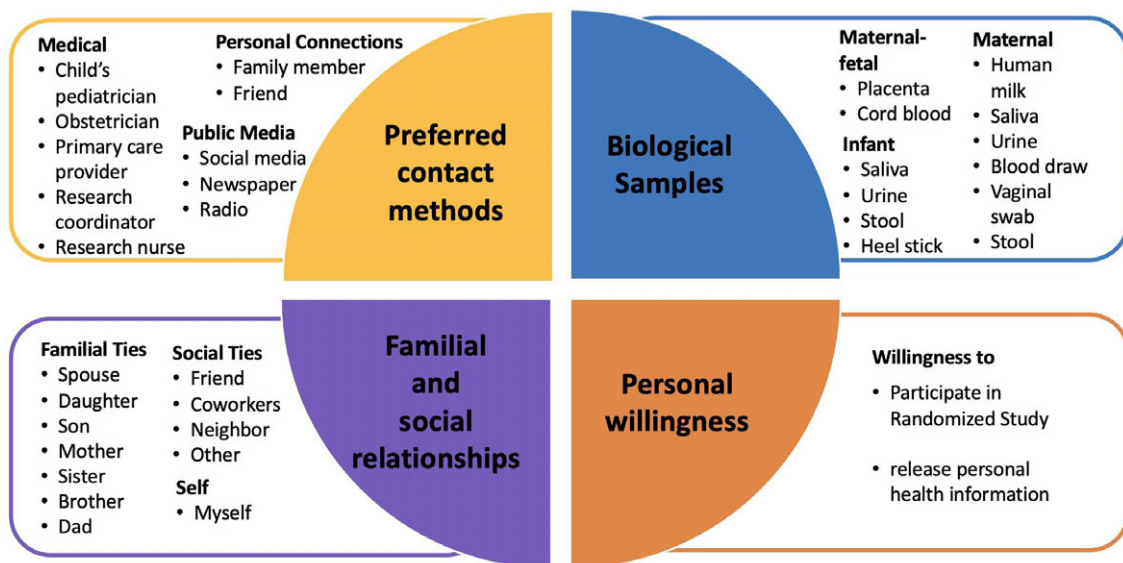 Medical
• Child's
pediatrician
• Obstetrician
• Primary care
provider
• Research
coordinator
• Research nurse
Personal Connections
• Family member
• Friend
Public Media
• Social media
• Newspaper
• Radio
Preferred
contact
methods
Biological
Samples
Maternal-
fetal
• Placenta
• Cord blood
Infant
• Saliva
• Urine
• Stool
• Heel stick
Maternal
• Human
milk
• Saliva
• Urine
• Blood draw
• Vaginal
swab
• Stool
Familial Ties
• Spouse
• Daughter
• Son
• Mother
• Sister
• Brother
• Dad
Social Ties
• Friend
• Coworkers
• Neighbor
• Other
Self
• Myself
Familial
and
social
relationships
Personal
willingness
Willingness to
• Participate in
Randomized Study
• release personal
health information